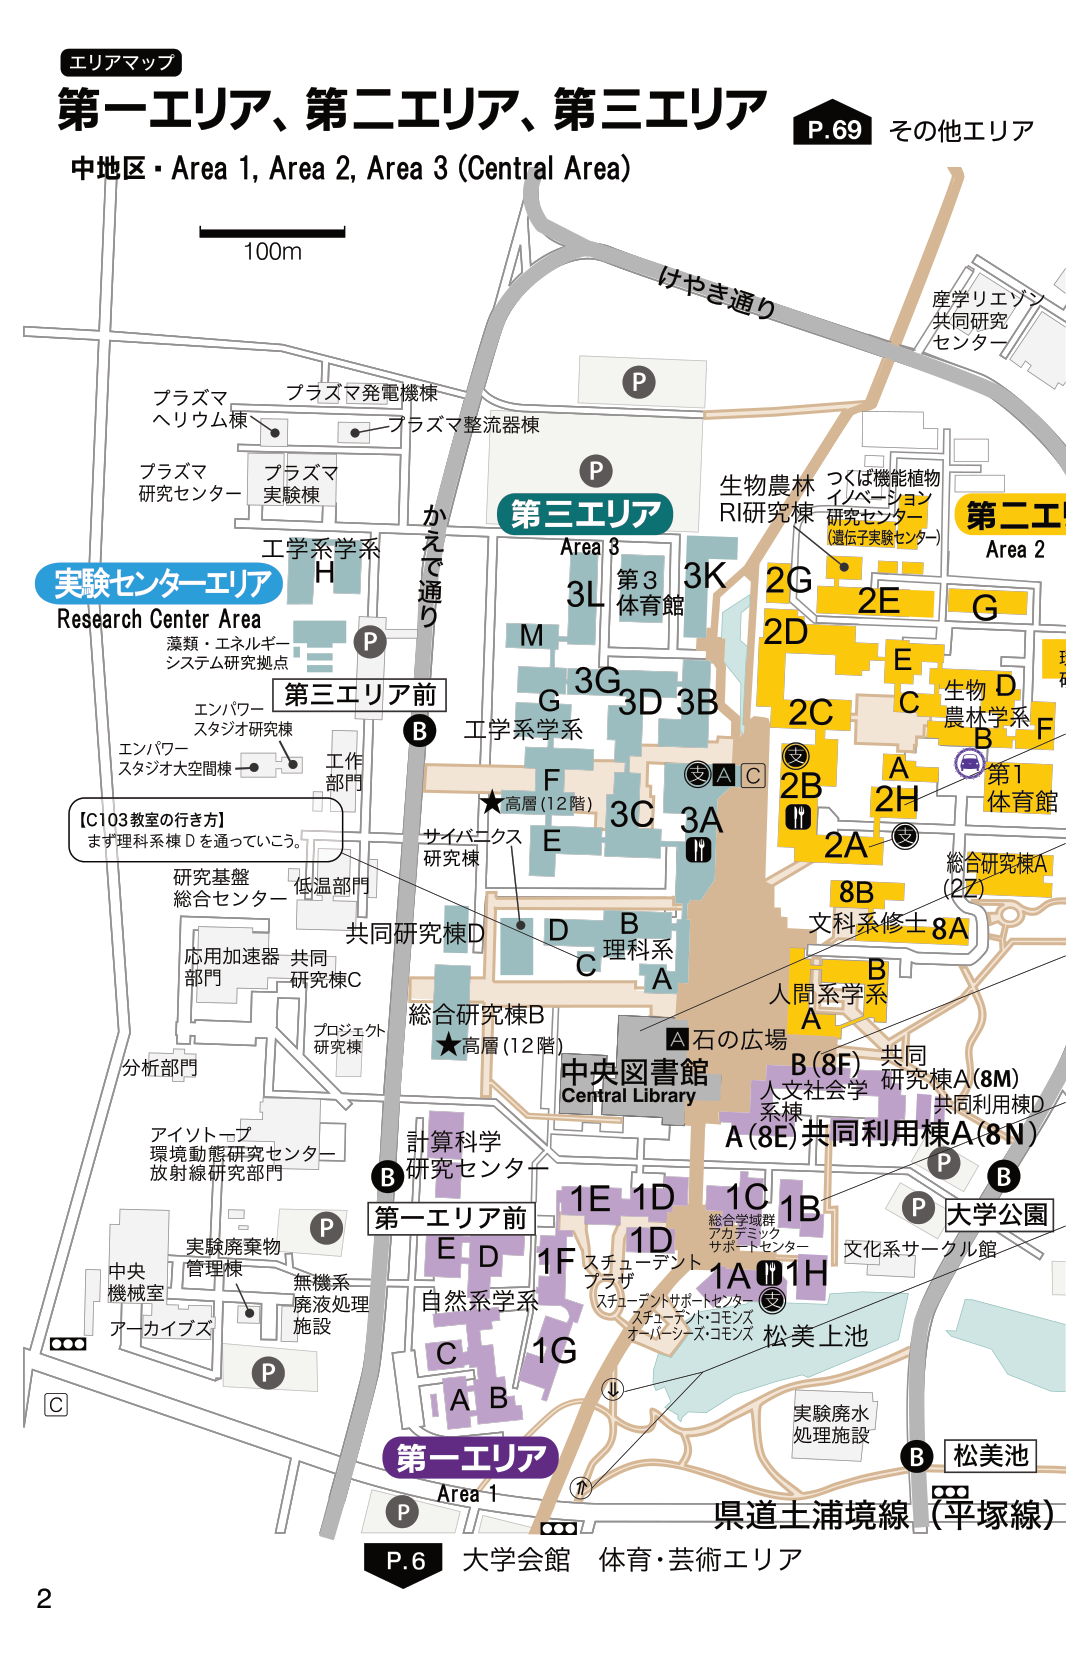 エリアマップ
第一エリア、第二エリア、第三エリア
P.69 その他エリア
中地区・Area 1, Area 2, Area 3 (Central Area)
100m
けやき通り
産学リエゾン
共同研究
センター
プラズマ
ヘリウム棟
プラズマ発電機棟
プラズマ整流器棟
P
P
プラズマ
研究センター
プラズマ
実験棟
かえで通り
第三エリア
Area 3
生物農林
RI研究棟
つくば機能植物
イノベーション
研究センター
(遺伝子実験センター)
第二エ
Area 2
工学系学系
H
実験センターエリア
Research Center Area
3L
第3
体育館
3K
2G
2E
G
藻類・エネルギー
システム研究拠点
P
M
2D
E
第三エリア前
B
3G
G
3D
3B
工学系学系
2C
C
生物・
農林学系
D
B
F
エンパワー
スタジオ研究棟
エンパワー
スタジオ大空間棟
工作
部門
支
A
C
支
2B
A
2H
第1
体育館
F
★高層(12階)
3C
3A
E
【C103教室の行き方】
まず理科系棟Dを通っていこう。
サイバニクス
研究棟
2A
支
総合研究棟A
(2Z)
研究基盤
総合センター
低温部門
8B
文科系修士
8A
共同研究棟D
D
B
理科系
C
A
応用加速器
部門
共同
研究棟C
B
人間系学系
A
総合研究棟B
★高層(12階)
プロジェクト
研究棟
A 石の広場
中央図書館
Central Library
分析部門
B(8F)
人文社会学
系棟
共同
研究棟A(8M)
共同利用棟D
A(8E)
共同利用棟A(8N)
アイソトープ
環境動態研究センター
放射線研究部門
計算科学
研究センター
B
P
B
第一エリア前
1E
1D
1C
1B
P
大学公園
総合学域群
アカデミック
サポートセンター
P
実験廃棄物
管理棟
E
D
1F
1D
スチューデント
プラザ
文化系サークル館
中央
機械室
無機系
廃液処理
施設
自然系学系
1A
1H
スチューデントサポートセンター
スチューデント・コモンズ
オーバーシーズ・コモンズ
支
アーカイブズ
松美上池
C
1G
P
C
A
B
⇓
実験廃水
処理施設
第一エリア
Area 1
B
松美池
⇑
P
県道土浦境線(平塚線)
P.6 大学会館 体育・芸術エリア
2